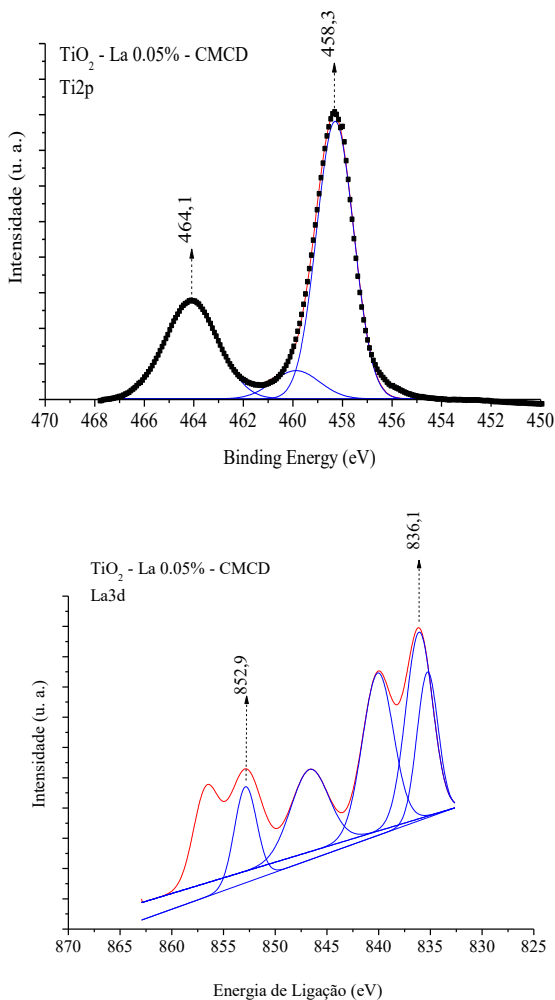 TiO₂ - La 0.05% - CMCD
Ti2p
458,3
464,1
Intensidade (u. a.)
470 468 466 464 462 460 458 456 454 452 450
Binding Energy (eV)
TiO₂ - La 0.05% - CMCD
La3d
836,1
852,9
Intensidade (u. a.)
870 865 860 855 850 845 840 835 830 825
Energia de Ligação (eV)